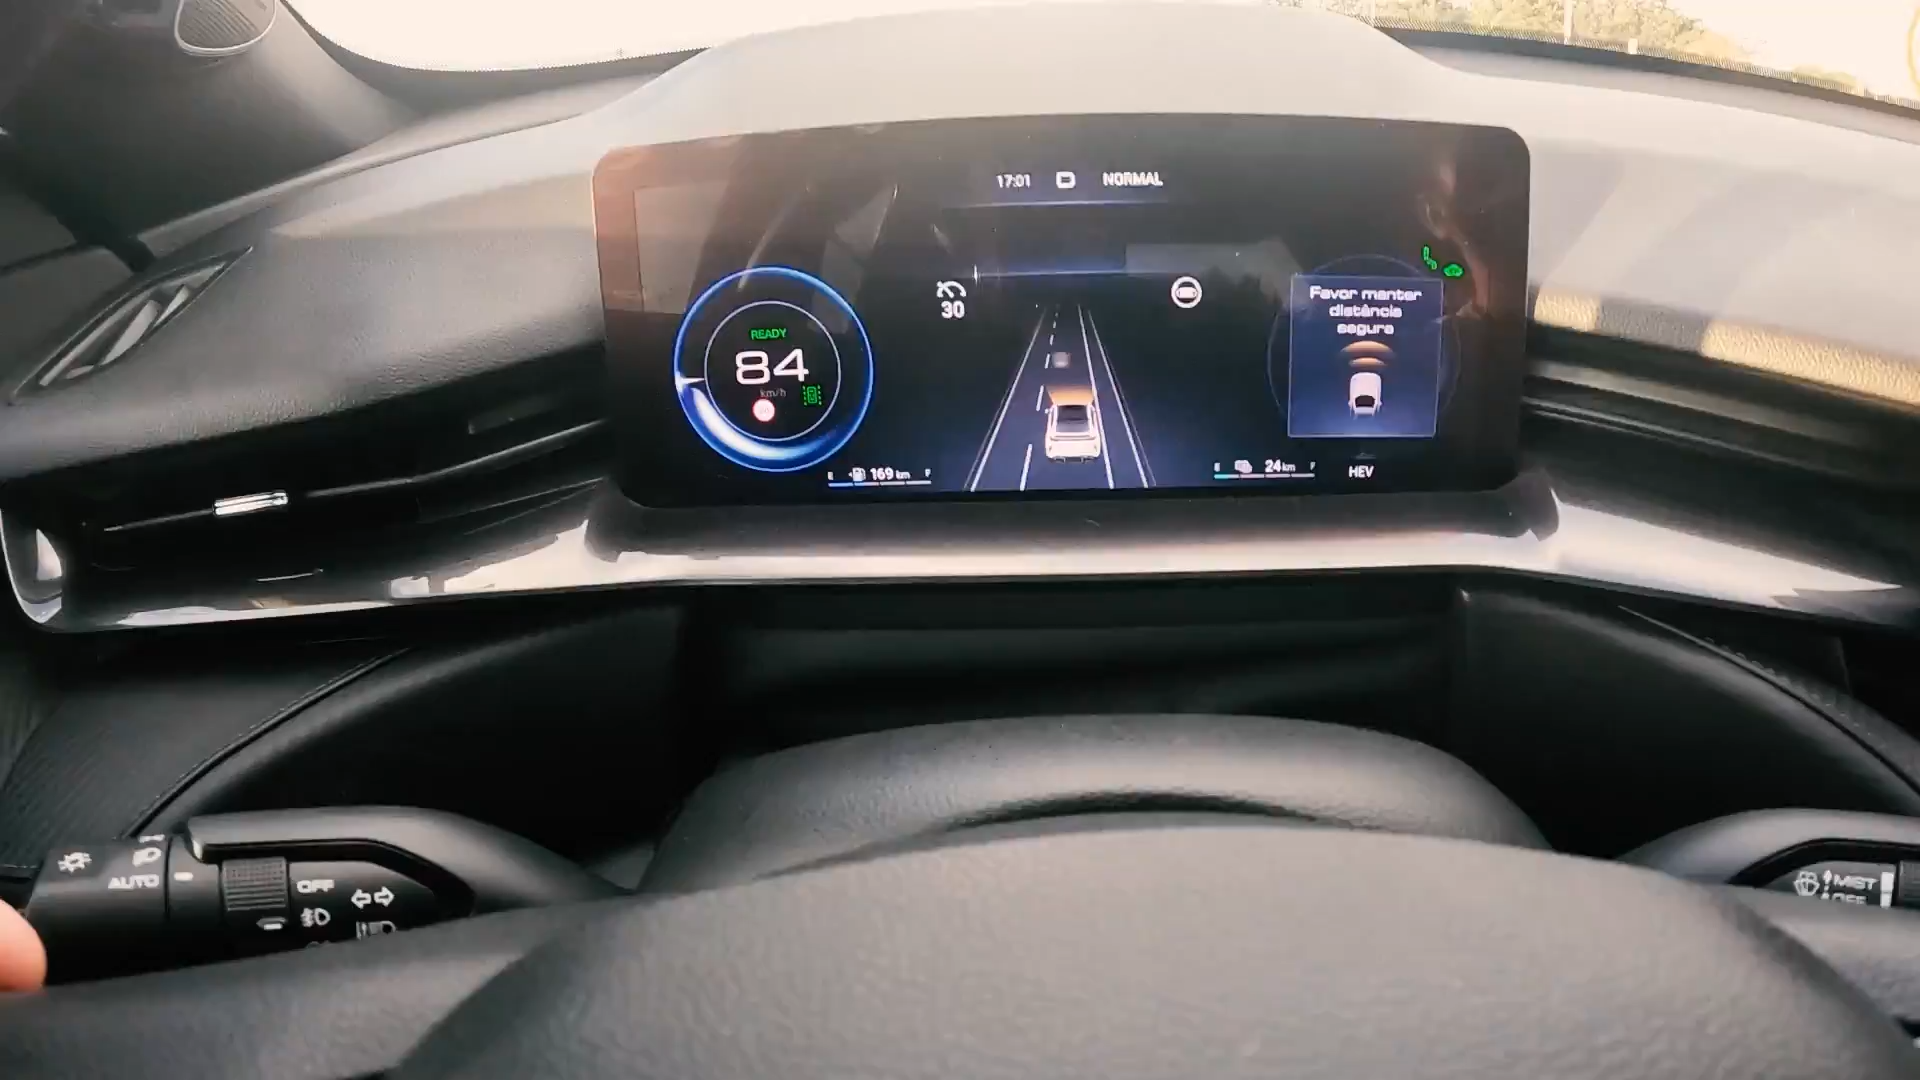 17:01 NORMAL
30
READY
84
km/h
Favor manter
distância
segura
E 169 km F
E 24 km F
HEV
AUTO
OFF
MIST
OFF